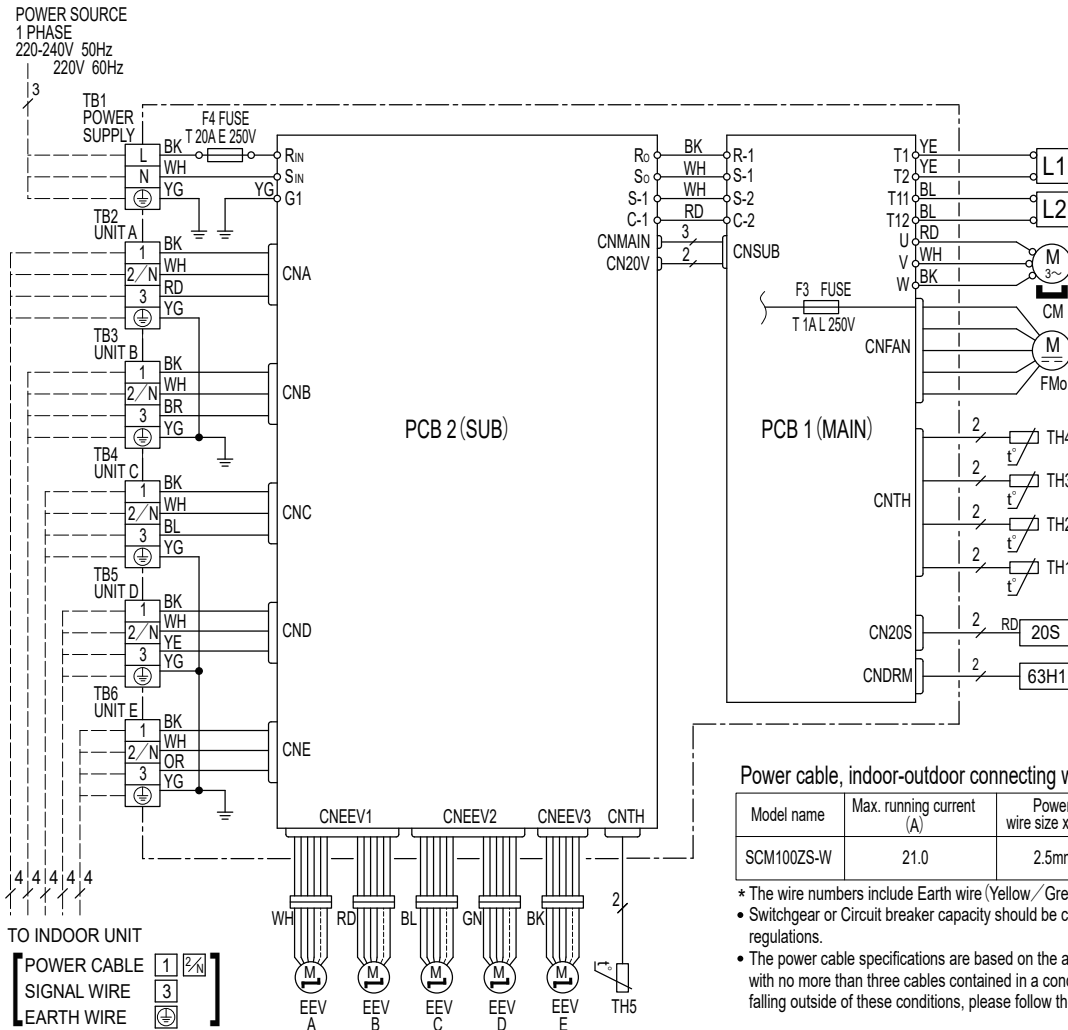 POWER SOURCE
1 PHASE
220-240V 50Hz
220V 60Hz
3
TB1
POWER
SUPPLY
L
N
BK
WH
YG
F4 FUSE
T 20A E 250V
YG
RIN
SIN
G1
TB2
UNIT A
1
2/N
3
BK
WH
RD
YG
CNA
TB3
UNIT B
1
2/N
3
BK
WH
BR
YG
CNB
TB4
UNIT C
1
2/N
3
BK
WH
BL
YG
CNC
TB5
UNIT D
1
2/N
3
BK
WH
YE
YG
CND
TB6
UNIT E
1
2/N
3
BK
WH
OR
YG
CNE
PCB 2 (SUB)
RO
SO
S-1
C-1
CNMAIN
CN20V
BK
WH
WH
RD
3
2
R-1
S-1
S-2
C-2
CNSUB
PCB 1 (MAIN)
F3 FUSE
T 1A L 250V
T1
T2
T11
T12
U
V
W
YE
YE
BL
BL
RD
WH
BK
L1
L2
M
3~
CM
CNFAN
M
FMo
CNTH
2
t°
TH4
2
t°
TH3
2
t°
TH2
2
t°
TH1
CN20S
2
RD
20S
CNDRM
2
63H1
CNEEV1
CNEEV2
CNEEV3
CNTH
WH
RD
BL
GN
BK
2
M
M
M
M
M
t°
EEV
A
EEV
B
EEV
C
EEV
D
EEV
E
TH5
4 4 4 4 4
TO INDOOR UNIT
POWER CABLE 1 2/N
SIGNAL WIRE 3
EARTH WIRE
Power cable, indoor-outdoor connecting
Model name
Max. running current
(A)
Power
wire size x
SCM100ZS-W
21.0
2.5mm
* The wire numbers include Earth wire (Yellow/Gre
• Switchgear or Circuit breaker capacity should be c
regulations.
• The power cable specifications are based on the a
with no more than three cables contained in a con
falling outside of these conditions, please follow th